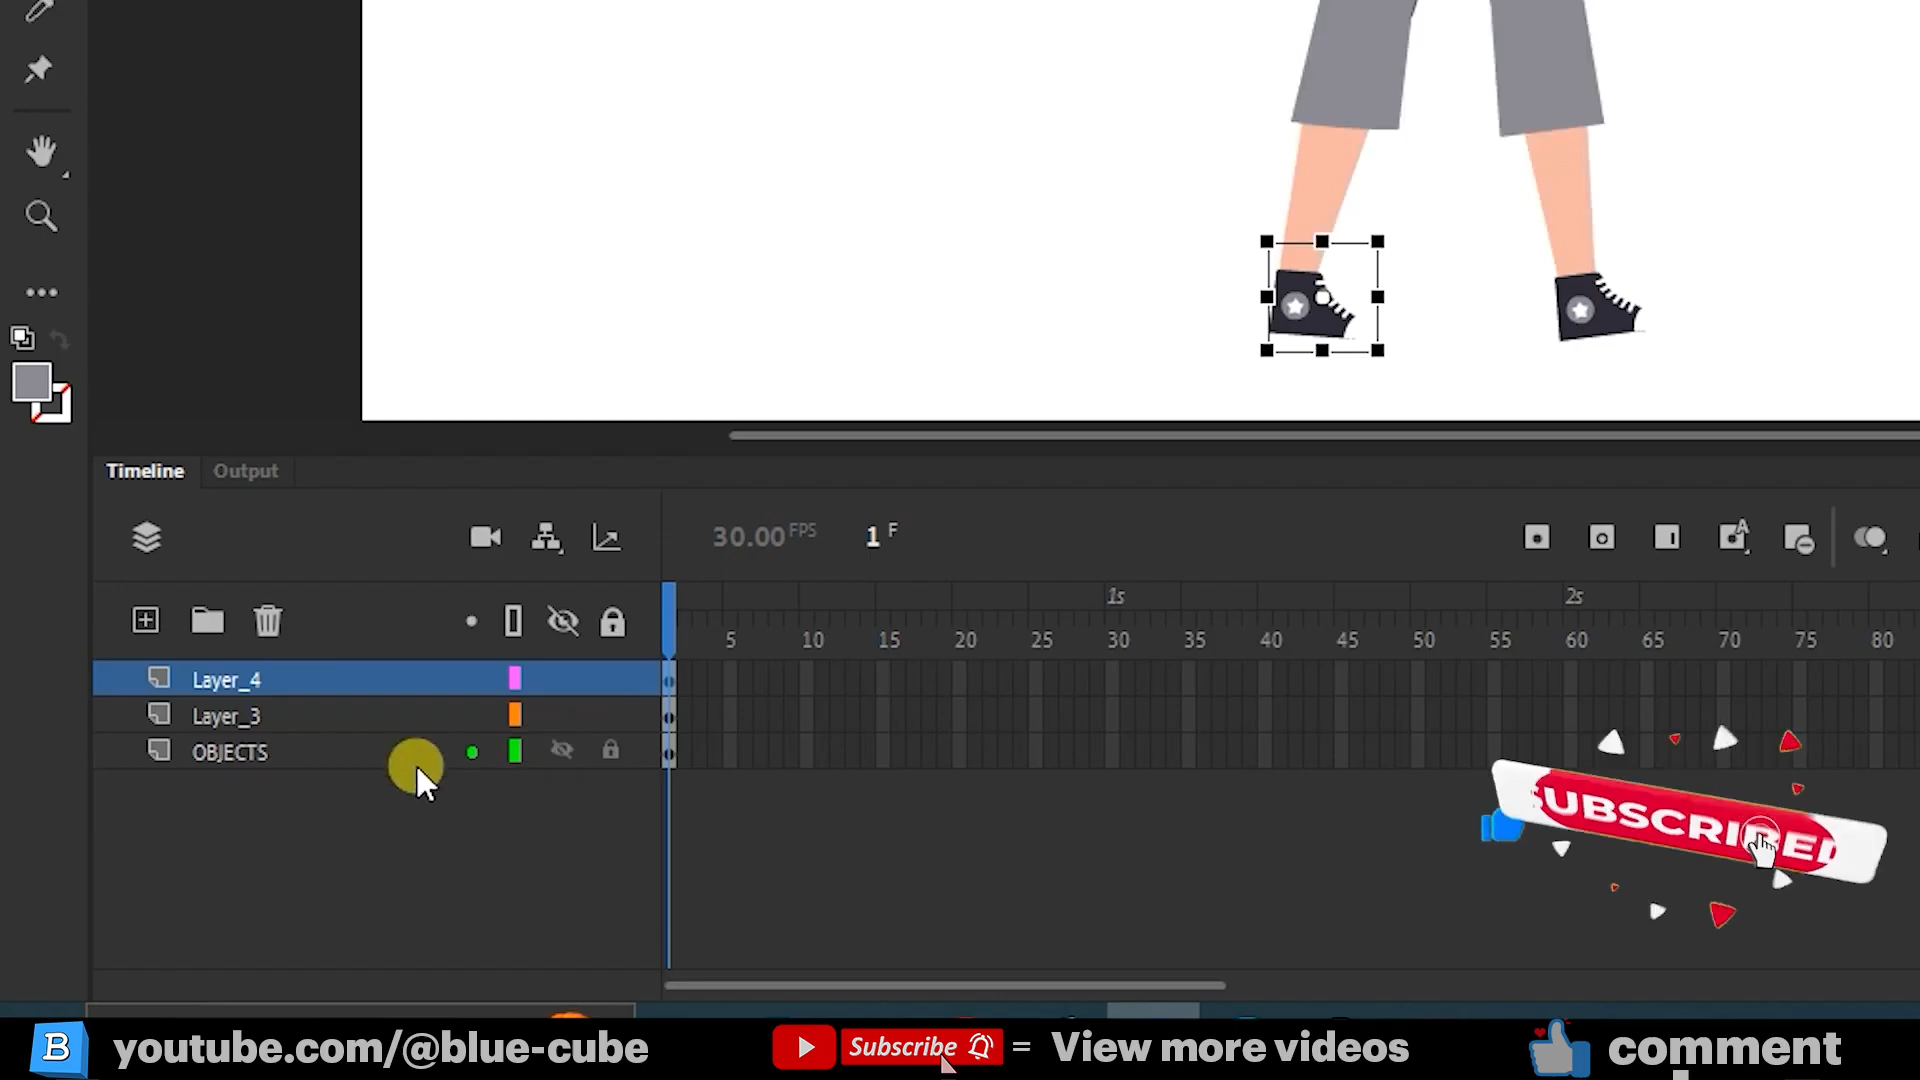 Timeline Output
30.00 FPS 1 F
1s 2s
5 10 15 20 25 30 35 40 45 50 55 60 65 70 75 80
Layer_4
Layer_3
OBJECTS
SUBSCRIBED
B youtube.com/@blue-cube Subscribe = View more videos comment